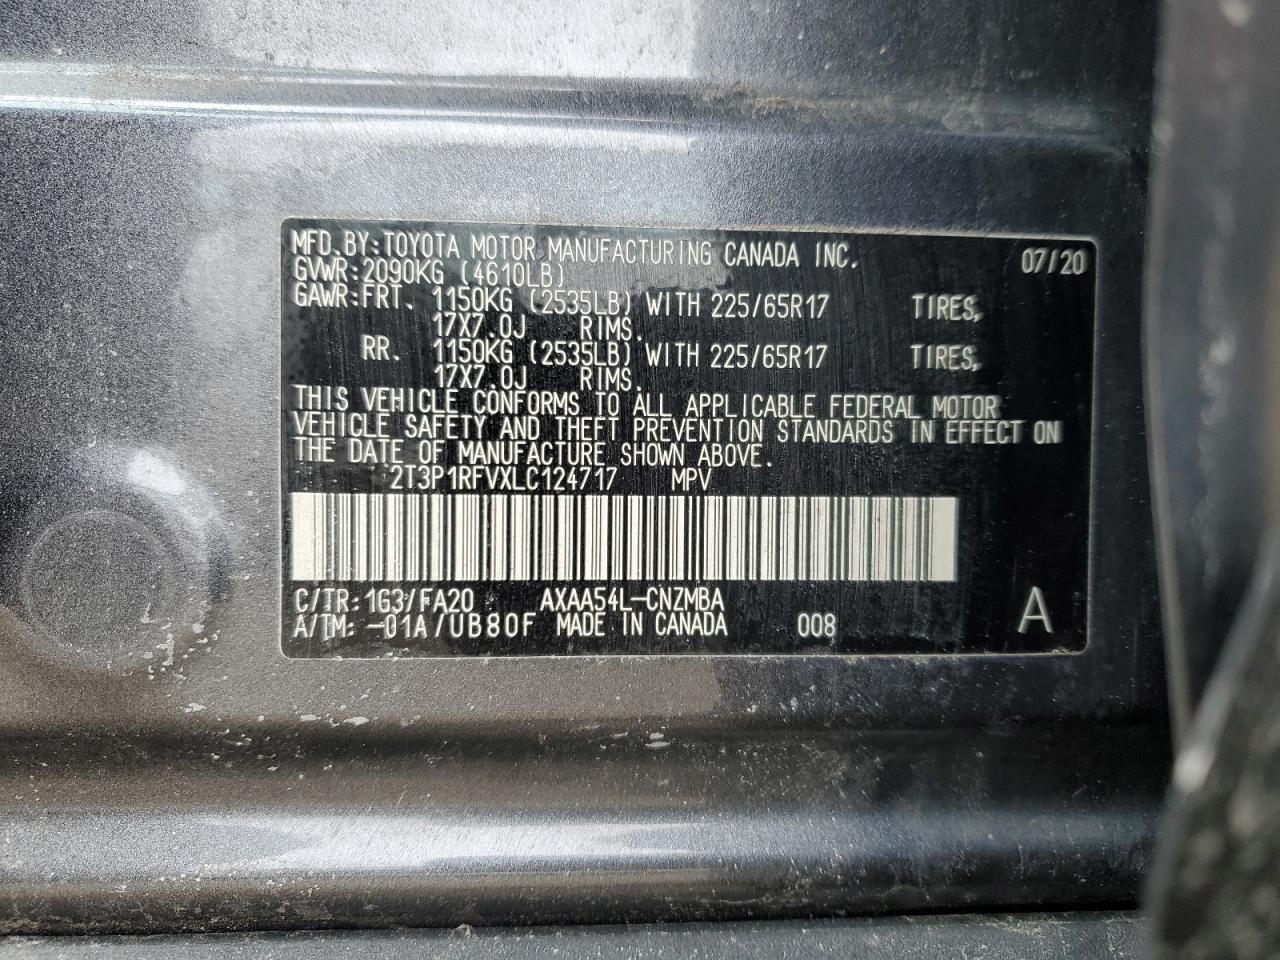 MFD. BY: TOYOTA MOTOR MANUFACTURING CANADA INC. 07/20
GVWR: 2090KG (4610LB)
GAWR: FRT. 1150KG (2535LB) WITH 225/65R17 TIRES,
17X7.0J RIMS.
RR. 1150KG (2535LB) WITH 225/65R17 TIRES,
17X7.0J RIMS.
THIS VEHICLE CONFORMS TO ALL APPLICABLE FEDERAL MOTOR
VEHICLE SAFETY AND THEFT PREVENTION STANDARDS IN EFFECT ON
THE DATE OF MANUFACTURE SHOWN ABOVE.
2T3P1RFVXLC124717 MPV
C/TR: 1G3/FA20 AXAA54L-CNZMBA
A/TM: -01A/UB80F MADE IN CANADA 008 A